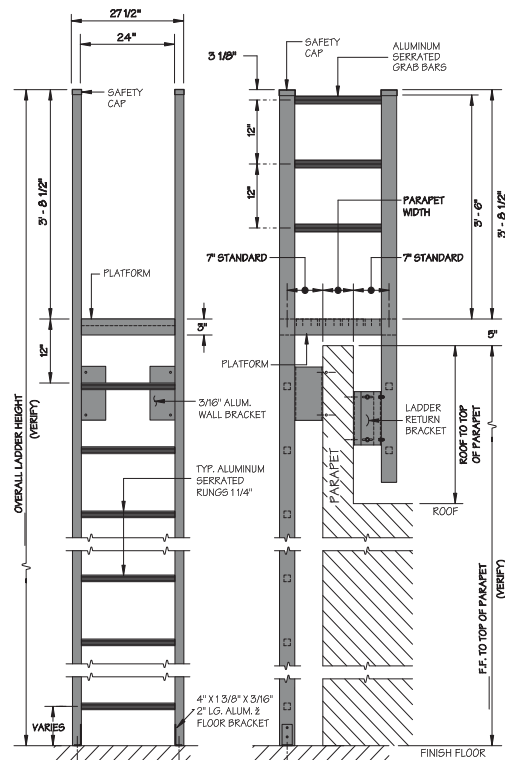 27 1/2"
24"
SAFETY
CAP
3' - 8 1/2"
PLATFORM
3"
12"
3/16" ALUM.
WALL BRACKET
OVERALL LADDER HEIGHT
(VERIFY)
TYP. ALUMINUM
SERRATED
RUNGS 1 1/4"
4" X 1 3/8" X 3/16"
2" LG. ALUM. ∠
FLOOR BRACKET
VARIES
3 1/8"
SAFETY
CAP
ALUMINUM
SERRATED
GRAB BARS
12"
12"
PARAPET
WIDTH
3' - 6"
3' - 8 1/2"
7" STANDARD
7" STANDARD
PLATFORM
5"
LADDER
RETURN
BRACKET
ROOF TO TOP
OF PARAPET
PARAPET
ROOF
F.F. TO TOP OF PARAPET
(VERIFY)
FINISH FLOOR